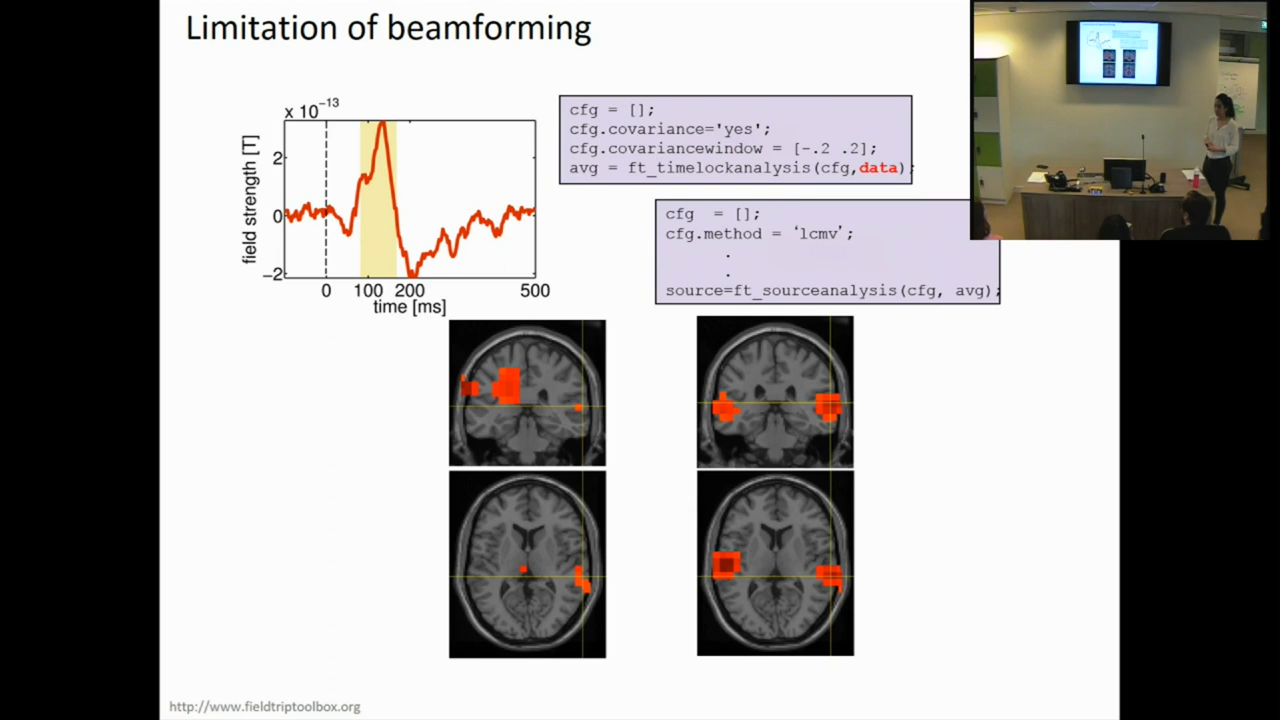 Limitation of beamforming
x 10⁻¹³
field strength [T]
2
0
−2
0 100 200 500
time [ms]
cfg = [];
cfg.covariance='yes';
cfg.covariancewindow = [-.2 .2];
avg = ft_timelockanalysis(cfg,data);
cfg = [];
cfg.method = ‘lcmv’;
.
.
source=ft_sourceanalysis(cfg, avg);
http://www.fieldtriptoolbox.org